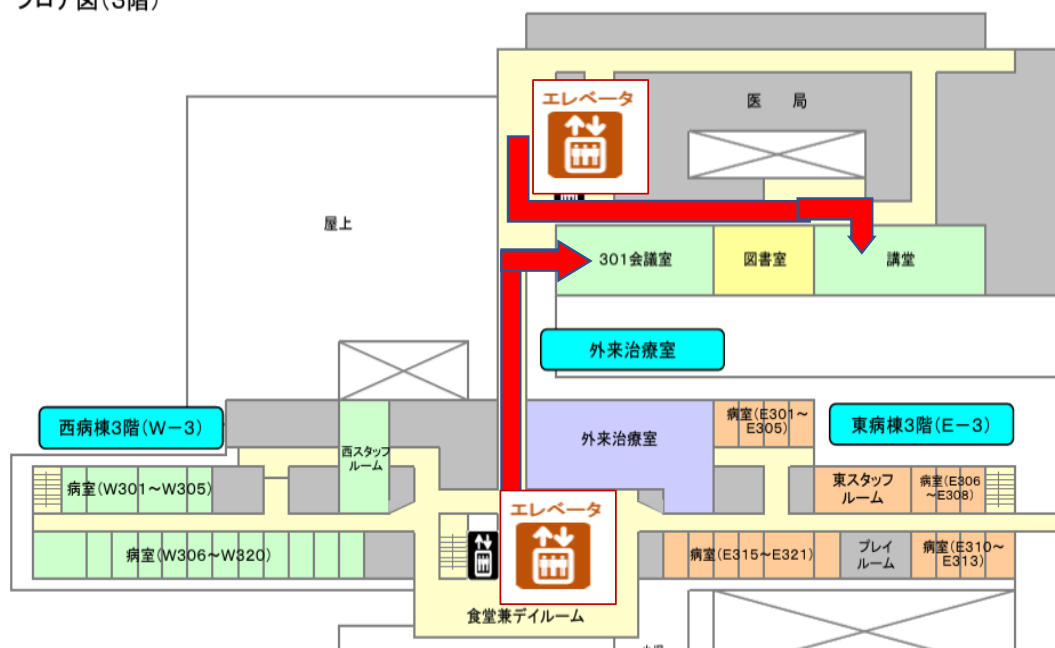 フロア図(3階)
エレベータ
医 局
屋上
301会議室
図書室
講堂
外来治療室
西病棟3階(W-3)
西スタッフ
ルーム
外来治療室
病室(E301~
E305)
東病棟3階(E-3)
病室(W301~W305)
東スタッフ
ルーム
病室(E306
~E308)
エレベータ
病室(W306~W320)
病室(E315~E321)
プレイ
ルーム
病室(E310~
E313)
食堂兼デイルーム